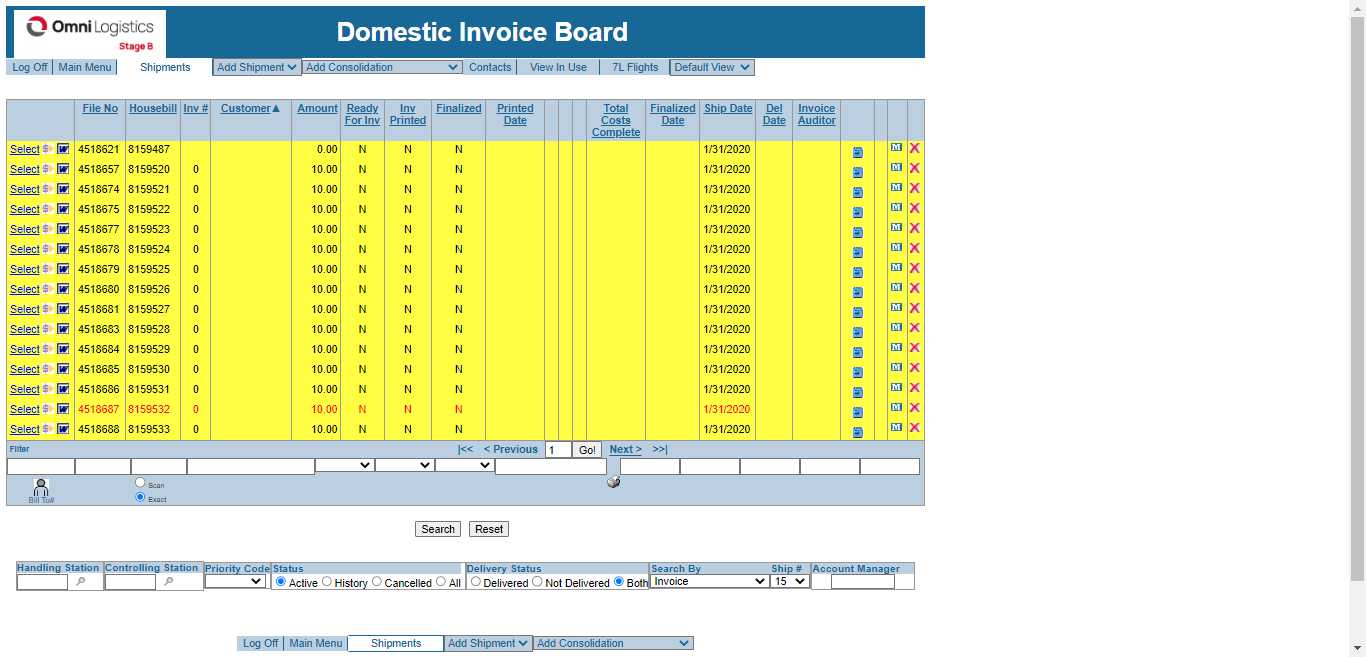 Omni Logistics
Stage B
Domestic Invoice Board
Log Off Main Menu Shipments Add Shipment Add Consolidation Contacts View In Use 7L Flights Default View
File No Housebill Inv # Customer▲ Amount Ready For Inv Inv Printed Finalized Printed Date Total Costs Complete Finalized Date Ship Date Del Date Invoice Auditor
Select $ W 4518621 8159487 0.00 N N N 1/31/2020 M X
Select $ W 4518657 8159520 0 10.00 N N N 1/31/2020 M X
Select $ W 4518674 8159521 0 10.00 N N N 1/31/2020 M X
Select $ W 4518675 8159522 0 10.00 N N N 1/31/2020 M X
Select $ W 4518677 8159523 0 10.00 N N N 1/31/2020 M X
Select $ W 4518678 8159524 0 10.00 N N N 1/31/2020 M X
Select $ W 4518679 8159525 0 10.00 N N N 1/31/2020 M X
Select $ W 4518680 8159526 0 10.00 N N N 1/31/2020 M X
Select $ W 4518681 8159527 0 10.00 N N N 1/31/2020 M X
Select $ W 4518683 8159528 0 10.00 N N N 1/31/2020 M X
Select $ W 4518684 8159529 0 10.00 N N N 1/31/2020 M X
Select $ W 4518685 8159530 0 10.00 N N N 1/31/2020 M X
Select $ W 4518686 8159531 0 10.00 N N N 1/31/2020 M X
Select $ W 4518687 8159532 0 10.00 N N N 1/31/2020 M X
Select $ W 4518688 8159533 0 10.00 N N N 1/31/2020 M X
Filter |<< < Previous 1 Go! Next > >>|
Scan
Bill To# Exact
Search Reset
Handling Station Controlling Station Priority Code Status Delivery Status Search By Ship # Account Manager
Active History Cancelled All Delivered Not Delivered Both Invoice 15
Log Off Main Menu Shipments Add Shipment Add Consolidation